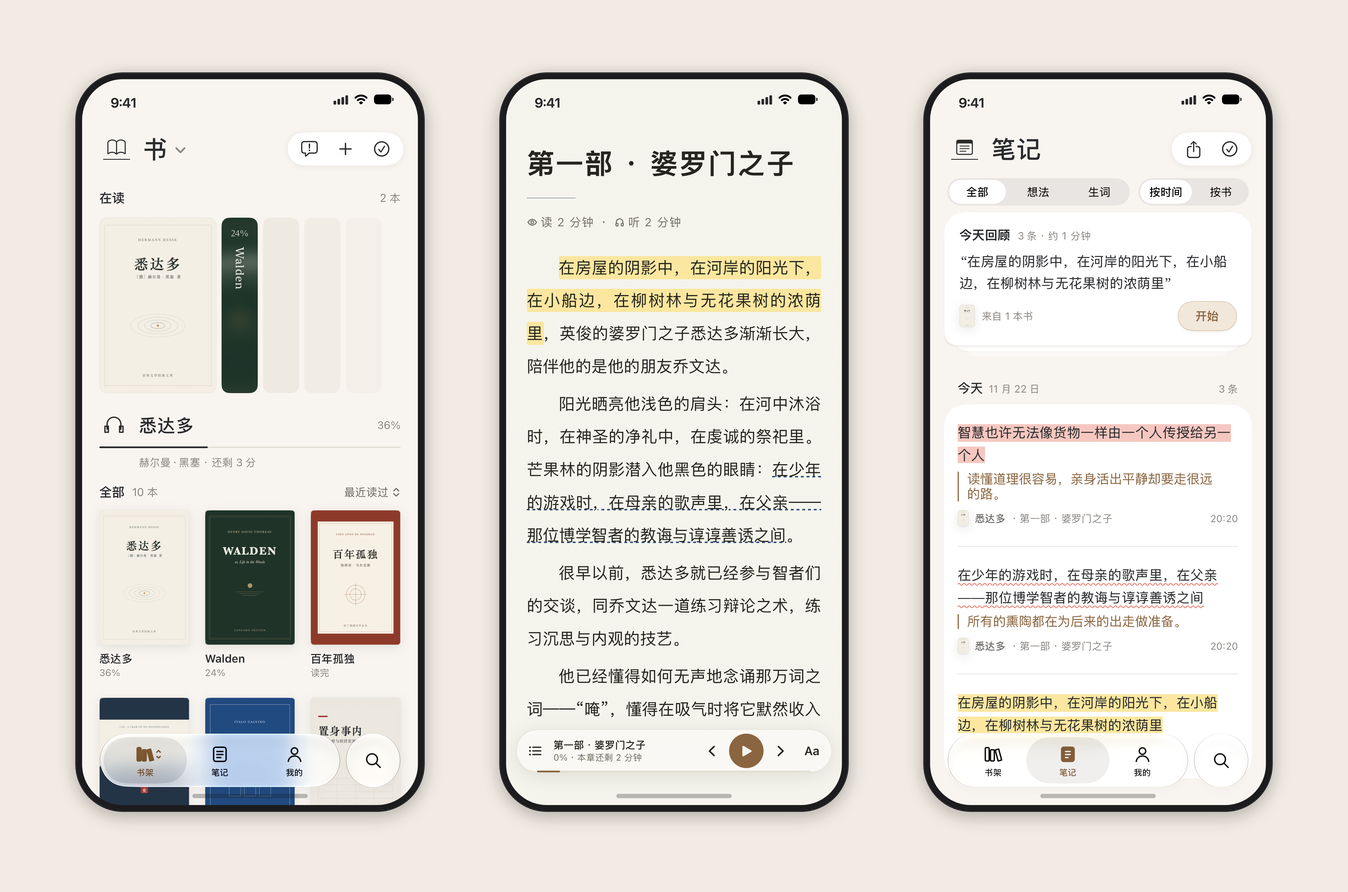 9:41
书
在读
2 本
HERMANN HESSE
悉达多
24%
Walden
悉达多
36%
赫尔曼·黑塞 · 还剩 3 分
全部 10 本
最近读过
HERMANN HESSE
悉达多
HENRY DAVID THOREAU
WALDEN
or, Life in the Woods
百年孤独
悉达多
36%
Walden
24%
百年孤独
读完
ITALO CALVINO
置身事内
书架
笔记
我的
9:41
第一部 · 婆罗门之子
读 2 分钟 · 听 2 分钟
在房屋的阴影中，在河岸的阳光下，
在小船边，在柳树林与无花果树的浓荫
里，英俊的婆罗门之子悉达多渐渐长大，
陪伴他的是他的朋友乔文达。
阳光晒亮他浅色的肩头：在河中沐浴
时，在神圣的净礼中，在虔诚的祭祀里。
芒果林的阴影潜入他黑色的眼睛：在少年
的游戏时，在母亲的歌声里，在父亲——
那位博学智者的教诲与谆谆善诱之间。
很早以前，悉达多就已经参与智者们
的交谈，同乔文达一道练习辩论之术，练
习沉思与内观的技艺。
他已经懂得如何无声地念诵那万词之
词——“唵”，懂得在吸气时将它默然收入
第一部 · 婆罗门之子
0% · 本章还剩 2 分钟
Aa
9:41
笔记
全部
想法
生词
按时间
按书
今天回顾 3 条 · 约 1 分钟
“在房屋的阴影中，在河岸的阳光下，在小船
边，在柳树林与无花果树的浓荫里”
来自 1 本书
开始
今天 11 月 22 日
3 条
智慧也许无法像货物一样由一个人传授给另一
个人
读懂道理很容易，亲身活出平静却要走很远
的路。
悉达多 · 第一部 · 婆罗门之子
20:20
在少年的游戏时，在母亲的歌声里，在父亲
——那位博学智者的教诲与谆谆善诱之间
所有的熏陶都在为后来的出走做准备。
悉达多 · 第一部 · 婆罗门之子
20:20
在房屋的阴影中，在河岸的阳光下，在小船
边，在柳树林与无花果树的浓荫里
书架
笔记
我的